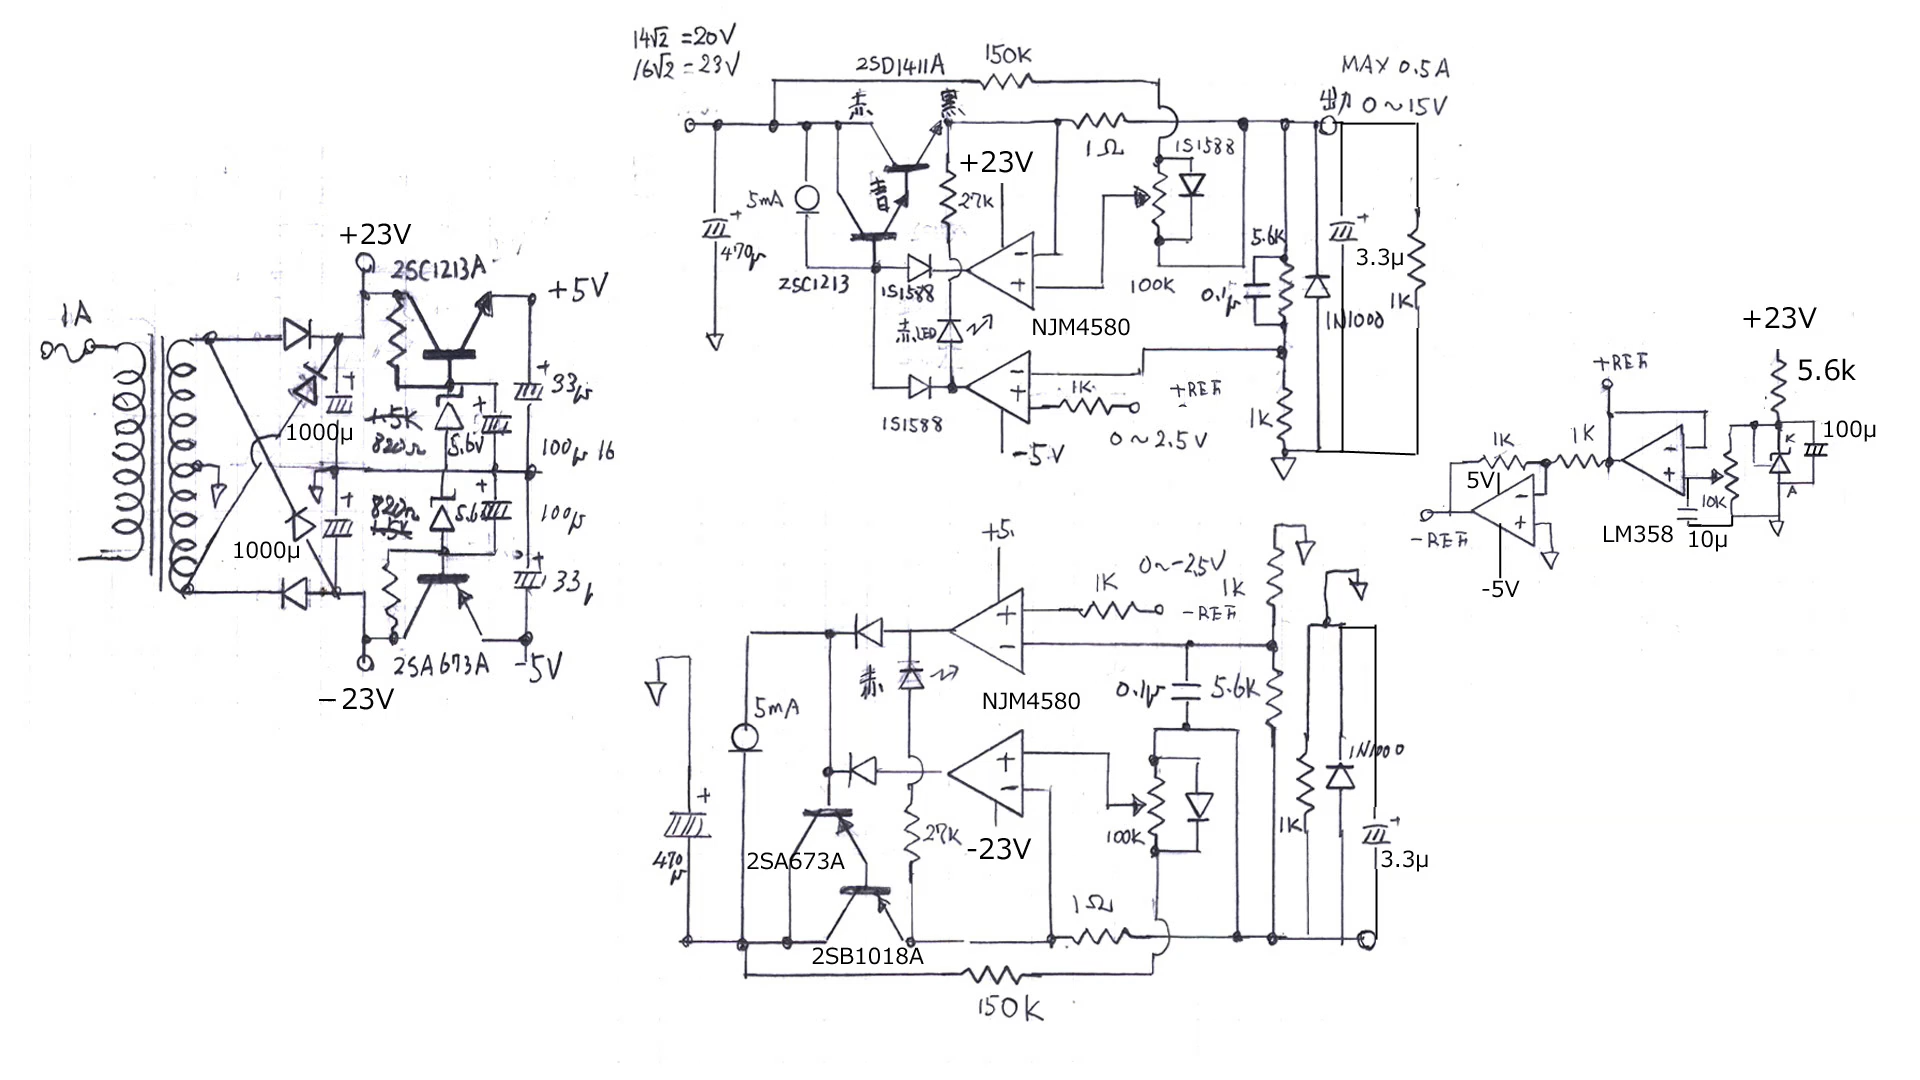 1A
+23V
2SC1213A
+5V
33μ
1.5K
820Ω
5.6V
1000μ
100μ 16
820Ω
1.5K
5.6
100μ
1000μ
33μ
2SA673A
-5V
−23V
14√2 =20V
16√2 =23V
2SD1411A
150K
MAX 0.5A
出力 0~15V
赤
黒
1Ω
1S1588
+23V
5mA
青
27K
470μ
5.6K
3.3μ
2SC1213
1S1588
100K
0.1μ
1K
赤LED
NJM4580
1N1000
1K
+REF
1S1588
0~2.5V
1K
-5V
+23V
+REF
5.6k
1K
1K
K
100μ
5V
10K
A
-REF
LM358
10μ
-5V
+5.
0~-2.5V
1K
1K
-REF
赤
5mA
NJM4580
0.1μ
5.6K
1N1000
470
μ
27K
100K
1K
2SA673A
-23V
3.3μ
1Ω
2SB1018A
150K